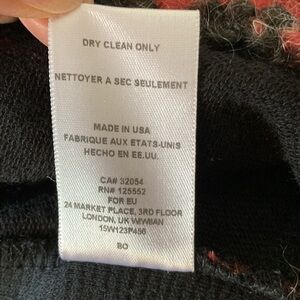 DRY CLEAN ONLY
NETTOYER A SEC SEULEMENT
MADE IN USA
FABRIQUE AUX ETATS-UNIS
HECHO EN EE.UU.
CA# 32054
RN# 125552
FOR EU
24 MARKET PLACE, 3RD FLOOR
LONDON, UK W1W8AN
15W123P456
BO